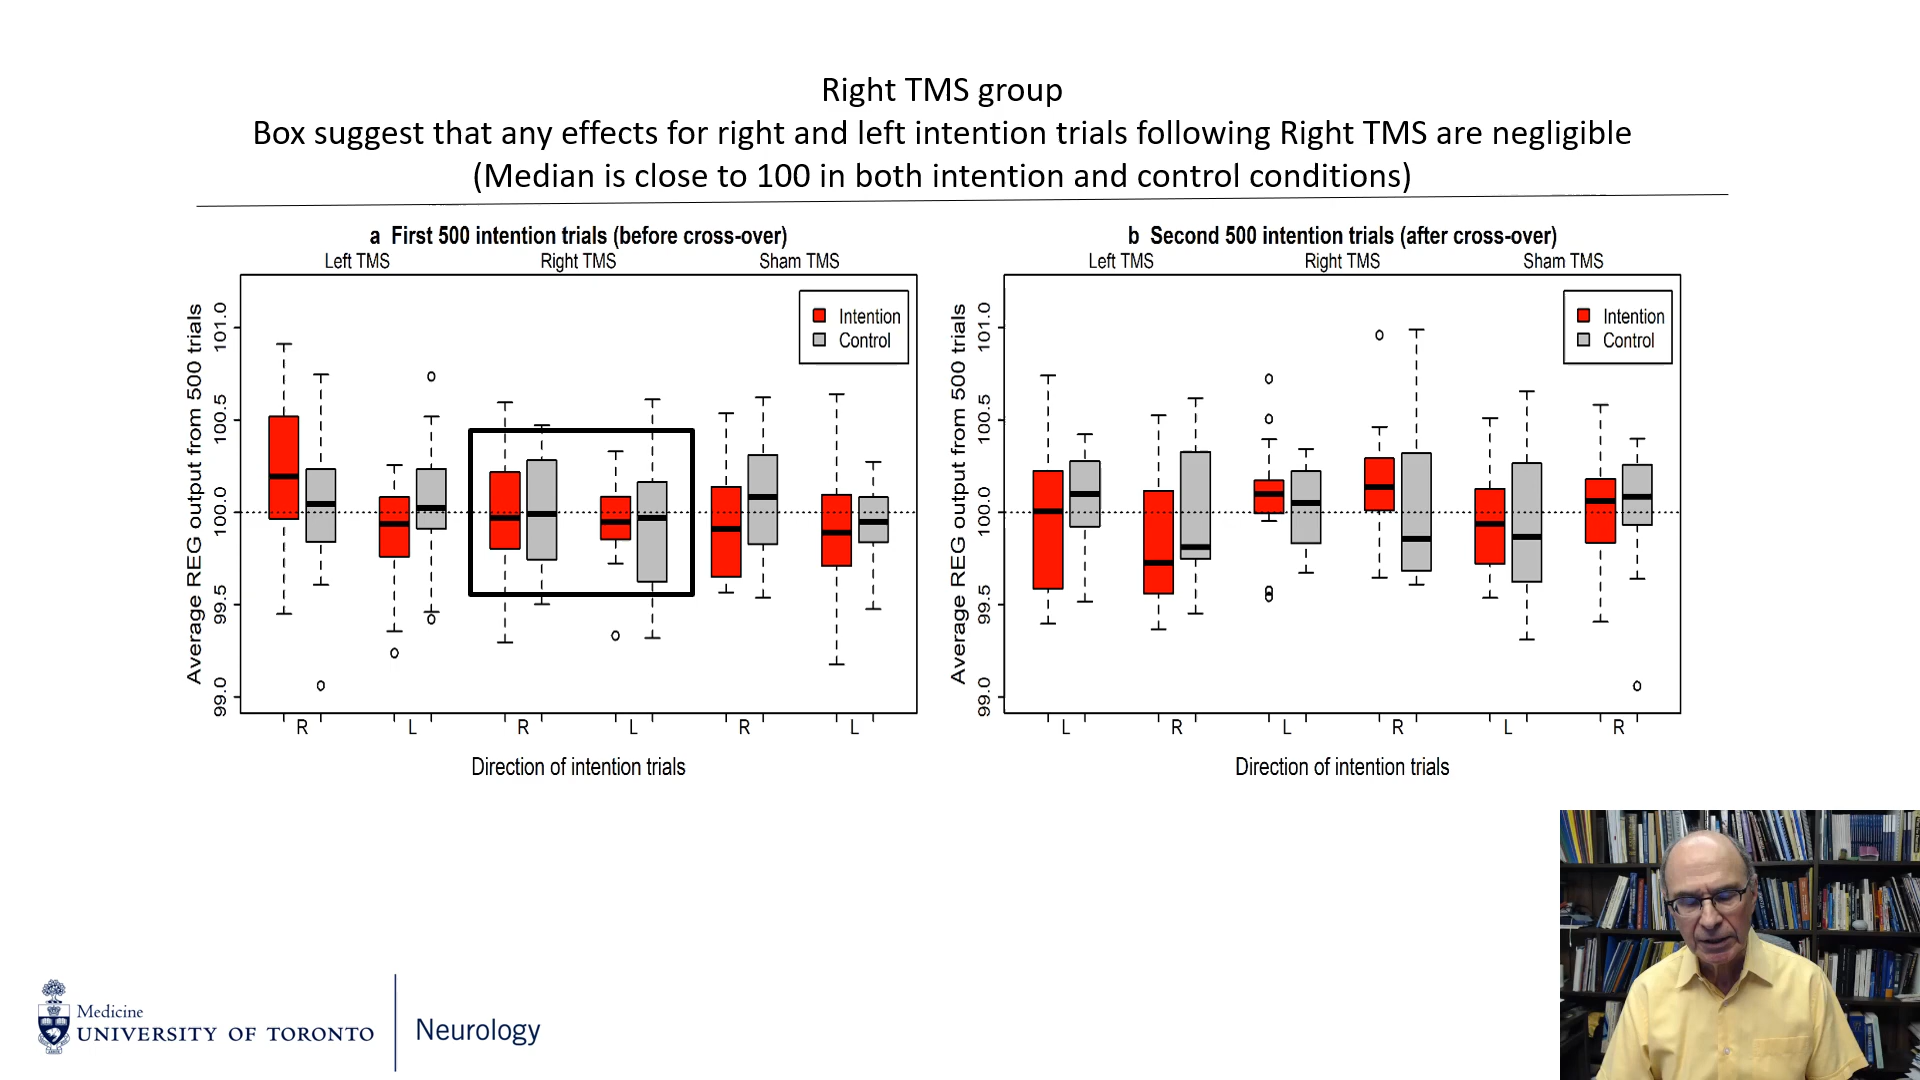 Right TMS group
Box suggest that any effects for right and left intention trials following Right TMS are negligible
(Median is close to 100 in both intention and control conditions)
a First 500 intention trials (before cross-over)
Left TMS Right TMS Sham TMS
Intention
Control
Average REG output from 500 trials
101.0
100.5
100.0
99.5
99.0
R L R L R L
Direction of intention trials
b Second 500 intention trials (after cross-over)
Left TMS Right TMS Sham TMS
Intention
Control
Average REG output from 500 trials
101.0
100.5
100.0
99.5
99.0
L R L R L R
Direction of intention trials
Medicine
UNIVERSITY OF TORONTO
Neurology